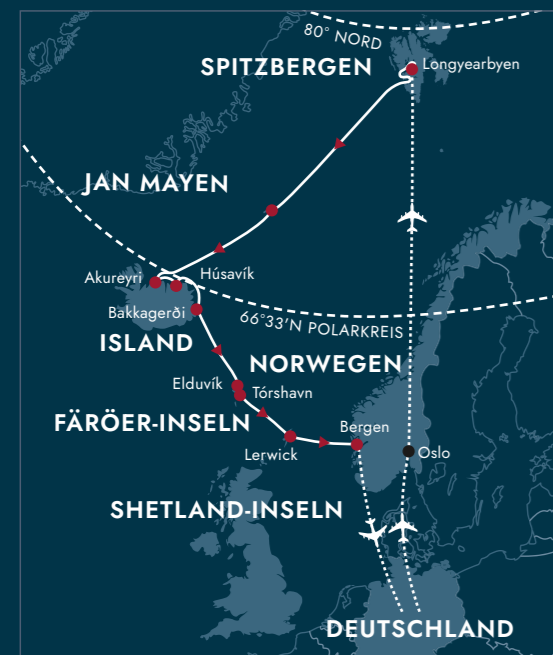 80° NORD
SPITZBERGEN
Longyearbyen
JAN MAYEN
Akureyri
Húsavík
Bakkagerði
66°33'N POLARKREIS
ISLAND
NORWEGEN
Elduvík
Tórshavn
FÄRÖER-INSELN
Bergen
Lerwick
Oslo
SHETLAND-INSELN
DEUTSCHLAND